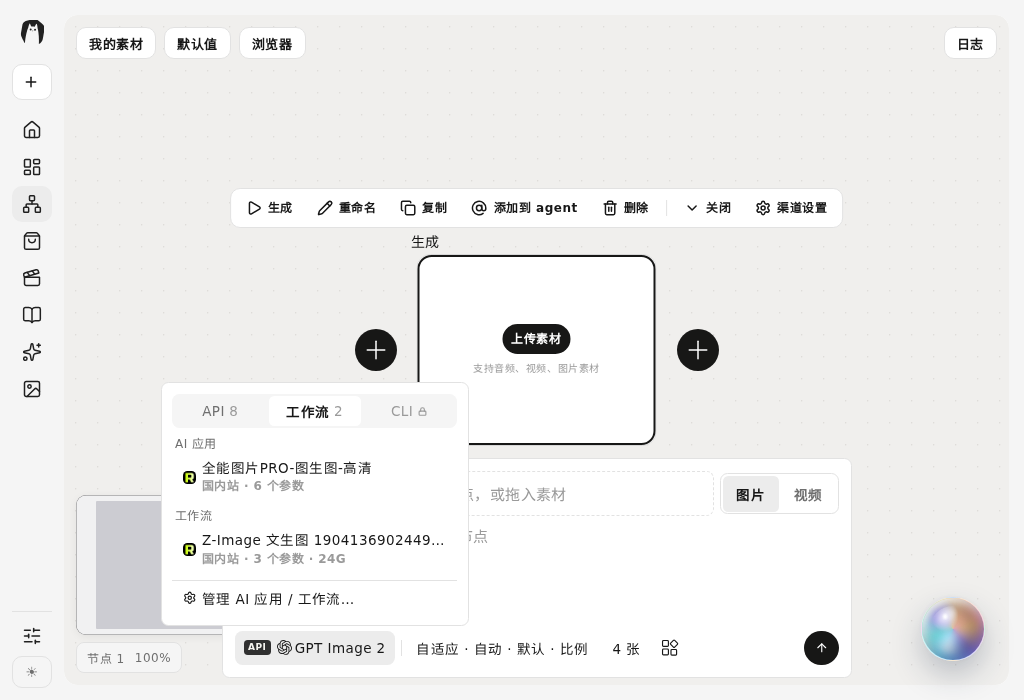 我的素材
默认值
浏览器
日志
生成
重命名
复制
添加到 agent
删除
关闭
渠道设置
生成
上传素材
支持音频、视频、图片素材
API 8
工作流 2
CLI
AI 应用
全能图片PRO-图生图-高清
国内站 · 6 个参数
工作流
Z-Image 文生图 1904136902449...
国内站 · 3 个参数 · 24G
管理 AI 应用 / 工作流...
，或拖入素材
图片
视频
节点
API
GPT Image 2
自适应 · 自动 · 默认 · 比例
4 张
节点 1
100%